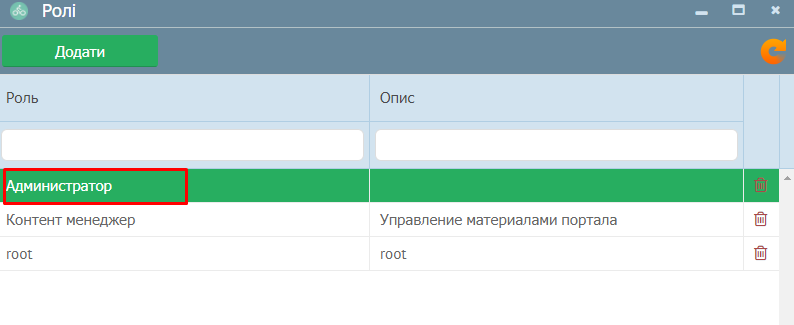 Ролі
Додати
Роль Опис
Администратор
Контент менеджер Управление материалами портала
root root